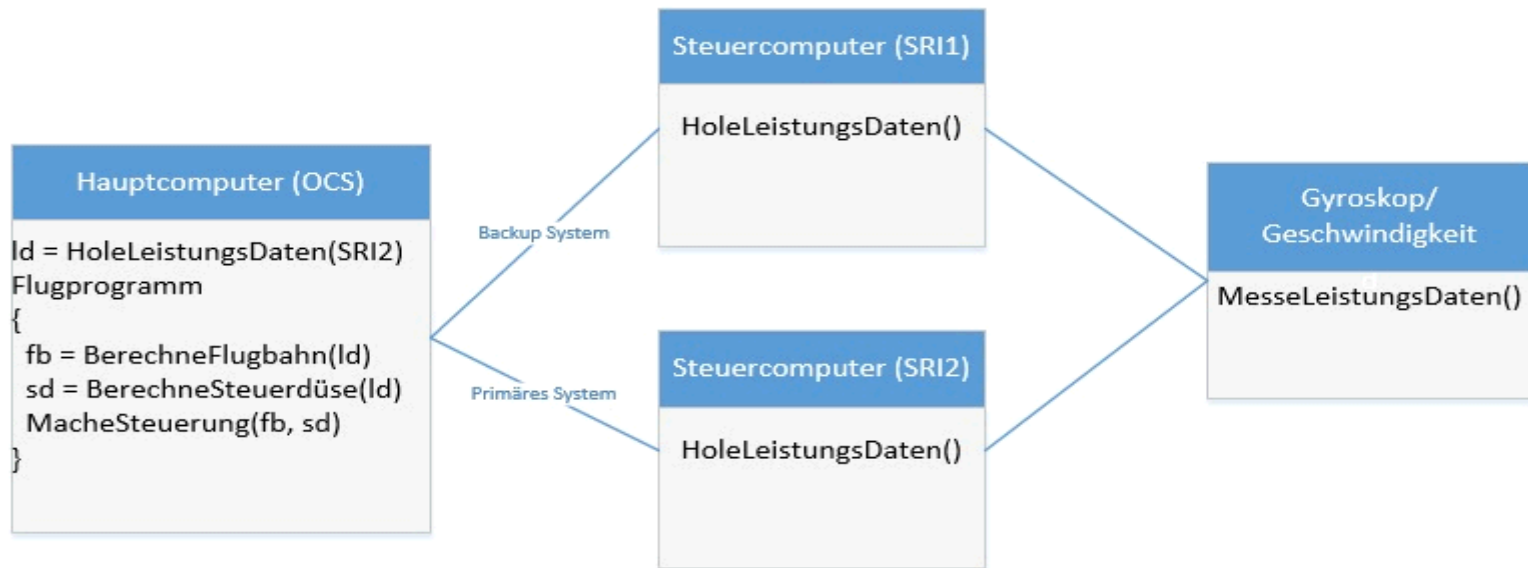 Hauptcomputer (OCS)
ld = HoleLeistungsDaten(SRI2)
Flugprogramm
{
fb = BerechneFlugbahn(ld)
sd = BerechneSteuerdüse(ld)
MacheSteuerung(fb, sd)
}
Backup System
Primäres System
Steuercomputer (SRI1)
HoleLeistungsDaten()
Steuercomputer (SRI2)
HoleLeistungsDaten()
Gyroskop/
Geschwindigkeit
MesseLeistungsDaten()